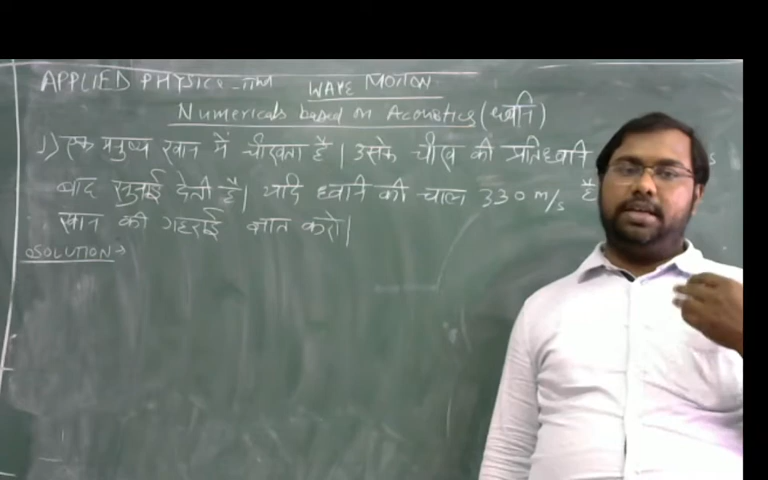 APPLIED PHYSICS-IInd WAVE MOTION
Numericals based on Acoustics (ध्वनि)
1) एक मनुष्य खान में चीखता है। उसके चीख की प्रतिध्वनि s
बाद सुनाई देती है। यदि ध्वनि की चाल 330 m/s है
खान की गहराई ज्ञात करो।
SOLUTION→